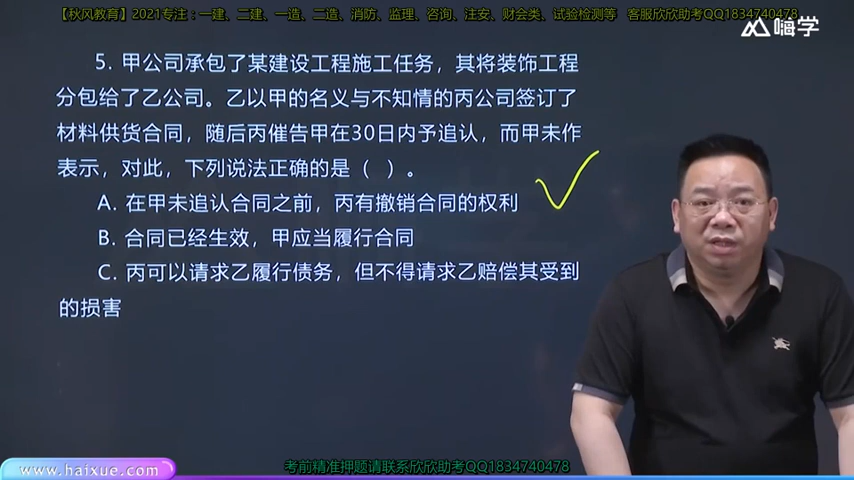 【秋风教育】2021专注：一建、二建、一造、二造、消防、监理、咨询、注安、财会类、试验检测等 客服欣欣助考QQ1834740478
嗨学
5. 甲公司承包了某建设工程施工任务，其将装饰工程
分包给了乙公司。乙以甲的名义与不知情的丙公司签订了
材料供货合同，随后丙催告甲在30日内予追认，而甲未作
表示，对此，下列说法正确的是（ ）。
A. 在甲未追认合同之前，丙有撤销合同的权利
B. 合同已经生效，甲应当履行合同
C. 丙可以请求乙履行债务，但不得请求乙赔偿其受到
的损害
www.haixue.com
考前精准押题请联系欣欣助考QQ1834740478